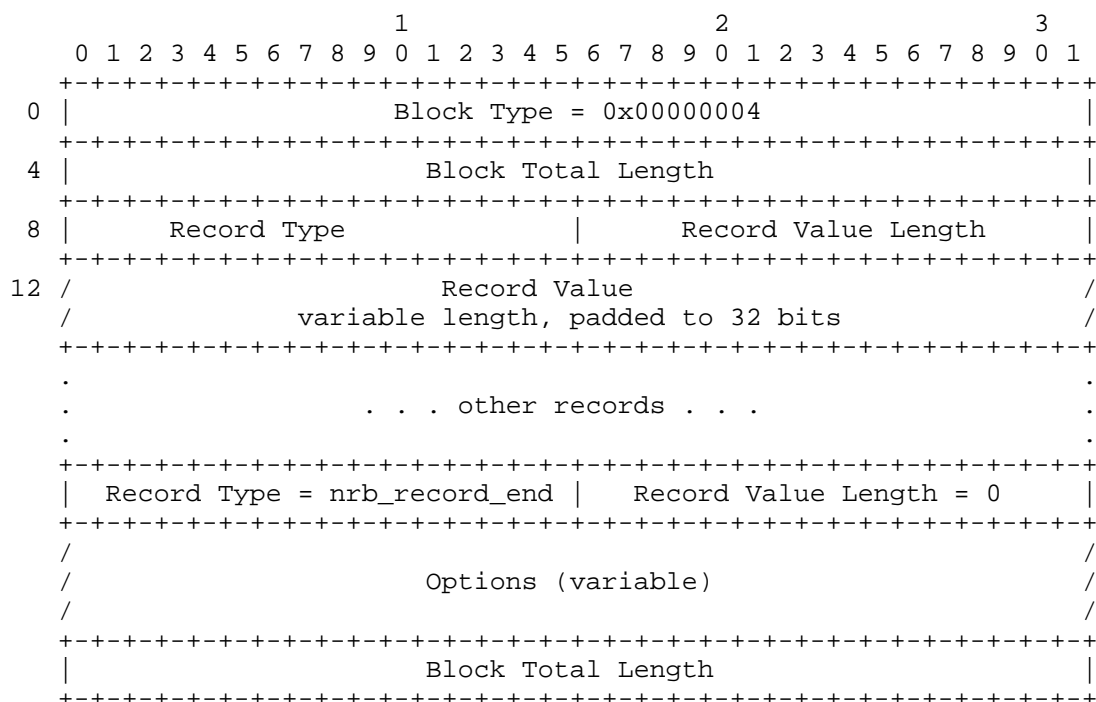 1                   2                   3
    0 1 2 3 4 5 6 7 8 9 0 1 2 3 4 5 6 7 8 9 0 1 2 3 4 5 6 7 8 9 0 1
   +-+-+-+-+-+-+-+-+-+-+-+-+-+-+-+-+-+-+-+-+-+-+-+-+-+-+-+-+-+-+-+-+
 0 |                    Block Type = 0x00000004                    |
   +-+-+-+-+-+-+-+-+-+-+-+-+-+-+-+-+-+-+-+-+-+-+-+-+-+-+-+-+-+-+-+-+
 4 |                      Block Total Length                       |
   +-+-+-+-+-+-+-+-+-+-+-+-+-+-+-+-+-+-+-+-+-+-+-+-+-+-+-+-+-+-+-+-+
 8 |      Record Type              |      Record Value Length      |
   +-+-+-+-+-+-+-+-+-+-+-+-+-+-+-+-+-+-+-+-+-+-+-+-+-+-+-+-+-+-+-+-+
12 /                       Record Value                            /
   /              variable length, padded to 32 bits               /
   +-+-+-+-+-+-+-+-+-+-+-+-+-+-+-+-+-+-+-+-+-+-+-+-+-+-+-+-+-+-+-+-+
   .                                                               .
   .                  . . . other records . . .                    .
   .                                                               .
   +-+-+-+-+-+-+-+-+-+-+-+-+-+-+-+-+-+-+-+-+-+-+-+-+-+-+-+-+-+-+-+-+
   |  Record Type = nrb_record_end |   Record Value Length = 0     |
   +-+-+-+-+-+-+-+-+-+-+-+-+-+-+-+-+-+-+-+-+-+-+-+-+-+-+-+-+-+-+-+-+
   /                                                               /
   /                      Options (variable)                       /
   /                                                               /
   +-+-+-+-+-+-+-+-+-+-+-+-+-+-+-+-+-+-+-+-+-+-+-+-+-+-+-+-+-+-+-+-+
   |                      Block Total Length                       |
   +-+-+-+-+-+-+-+-+-+-+-+-+-+-+-+-+-+-+-+-+-+-+-+-+-+-+-+-+-+-+-+-+